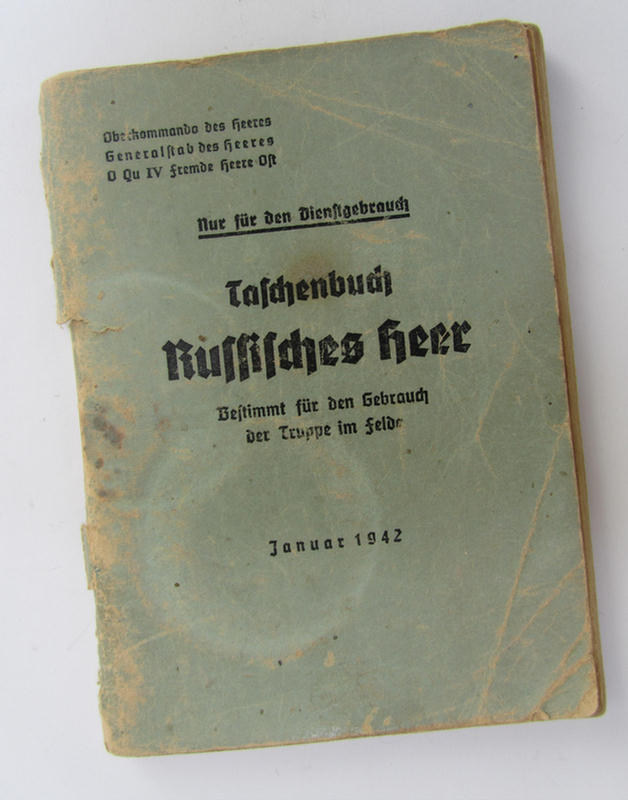 Oberkommando des Heeres
Generalstab des Heeres
O Qu IV Fremde Heere Ost
Nur für den Dienstgebrauch
Taschenbuch
Russisches Heer
Bestimmt für den Gebrauch
der Truppe im Felde
Januar 1942